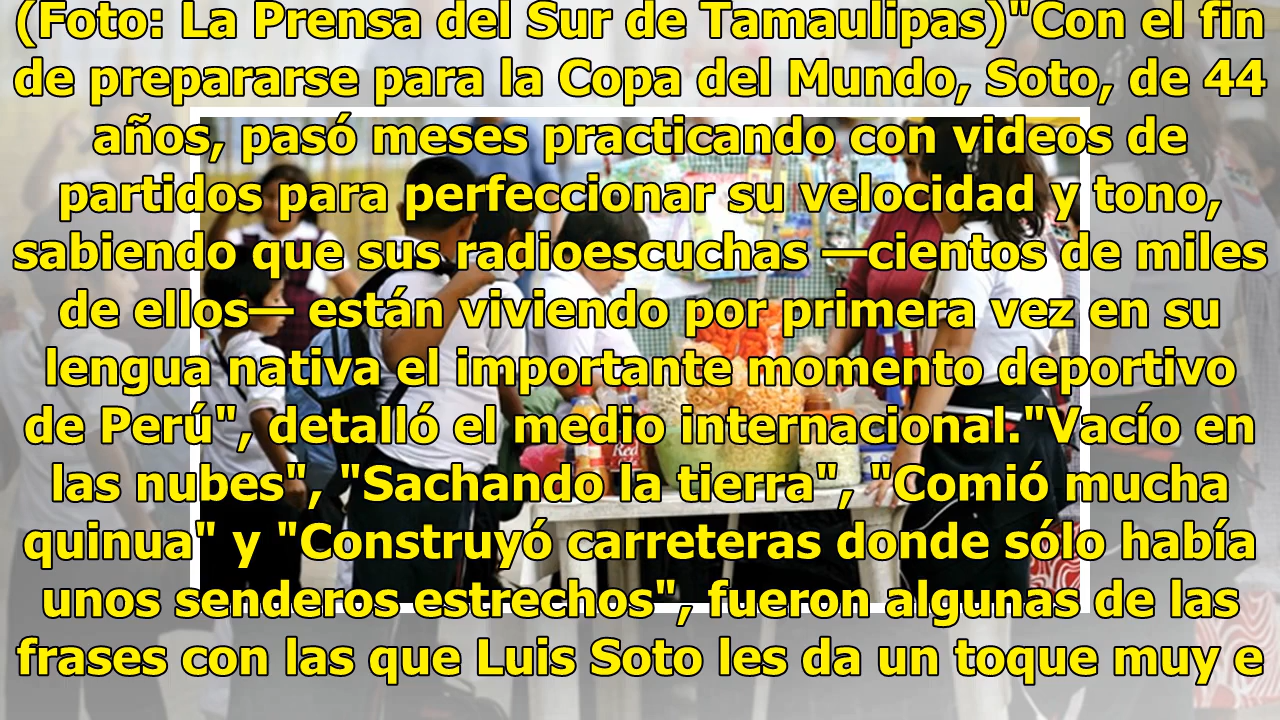 (Foto: La Prensa del Sur de Tamaulipas)"Con el fin
de prepararse para la Copa del Mundo, Soto, de 44
años, pasó meses practicando con videos de
partidos para perfeccionar su velocidad y tono,
sabiendo que sus radioescuchas —cientos de miles
de ellos— están viviendo por primera vez en su
lengua nativa el importante momento deportivo
de Perú", detalló el medio internacional."Vacío en
las nubes", "Sachando la tierra", "Comió mucha
quinua" y "Construyó carreteras donde sólo había
unos senderos estrechos", fueron algunas de las
frases con las que Luis Soto les da un toque muy e
Red